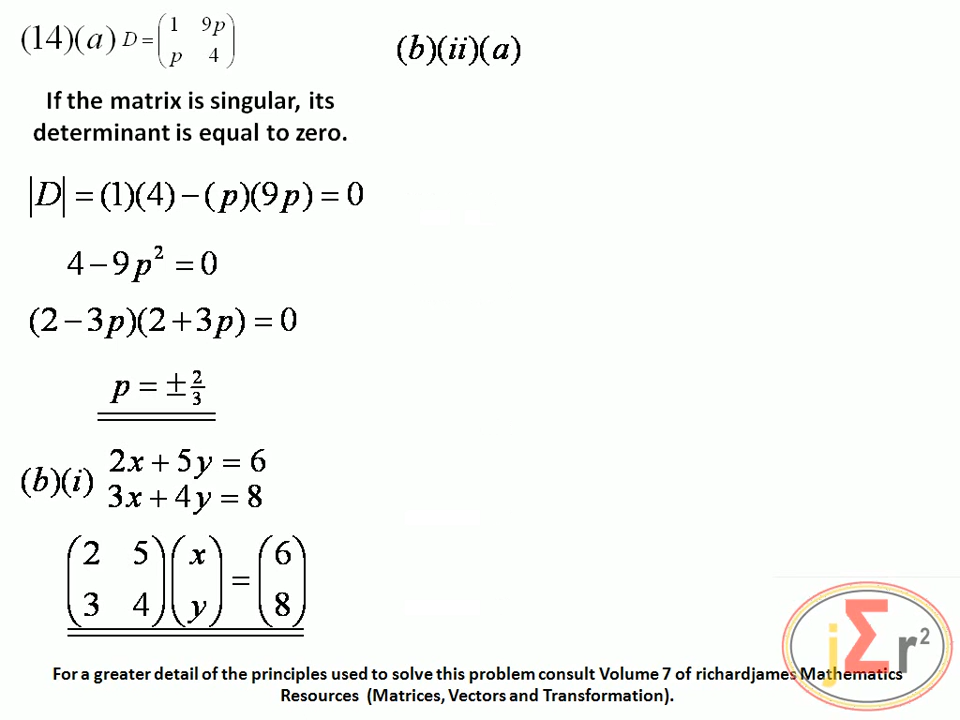 (14)(a) D = (1 9p
p 4)
If the matrix is singular, its
determinant is equal to zero.
|D| = (1)(4) − (p)(9p) = 0
4 − 9p² = 0
(2 − 3p)(2 + 3p) = 0
p = ± 2/3
(b)(i) 2x + 5y = 6
3x + 4y = 8
(2 5 (x = (6
3 4) y) 8)
(b)(ii)(a)
jΣr²
For a greater detail of the principles used to solve this problem consult Volume 7 of richardjames Mathematics
Resources (Matrices, Vectors and Transformation).